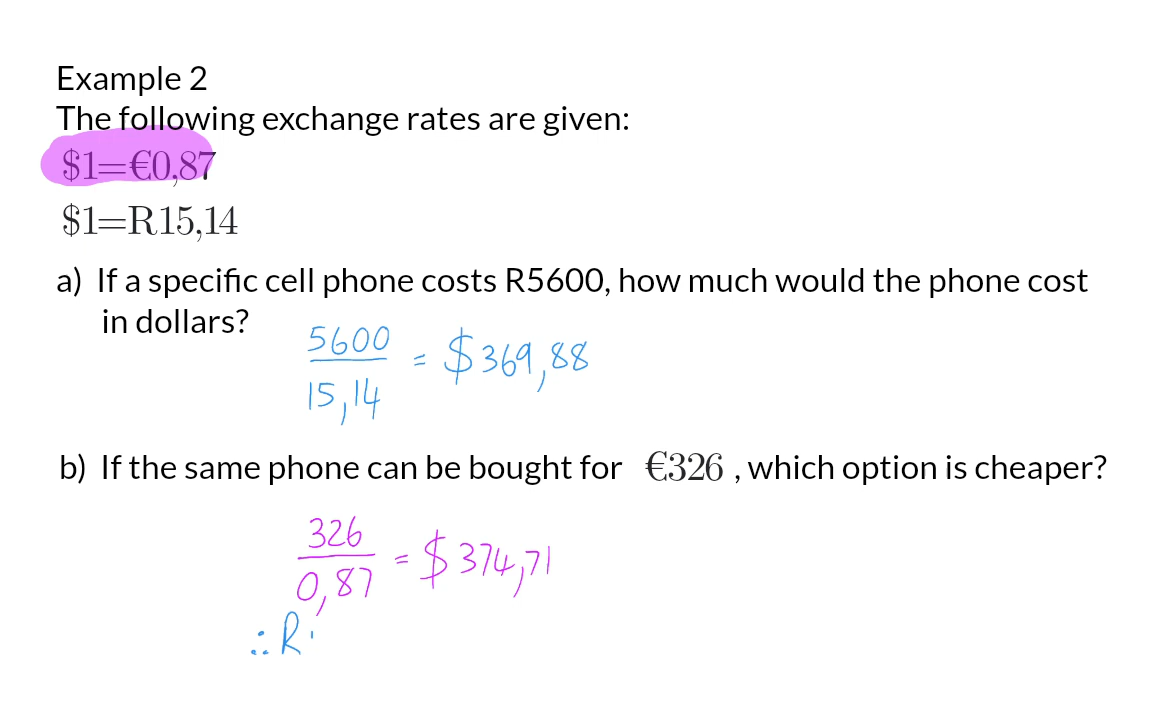 Example 2
The following exchange rates are given:
$1=€0,87
$1=R15,14
a) If a specific cell phone costs R5600, how much would the phone cost
in dollars?
5600
15,14
= $369,88
b) If the same phone can be bought for €326 , which option is cheaper?
326
0,87
= $374,71
∴ R